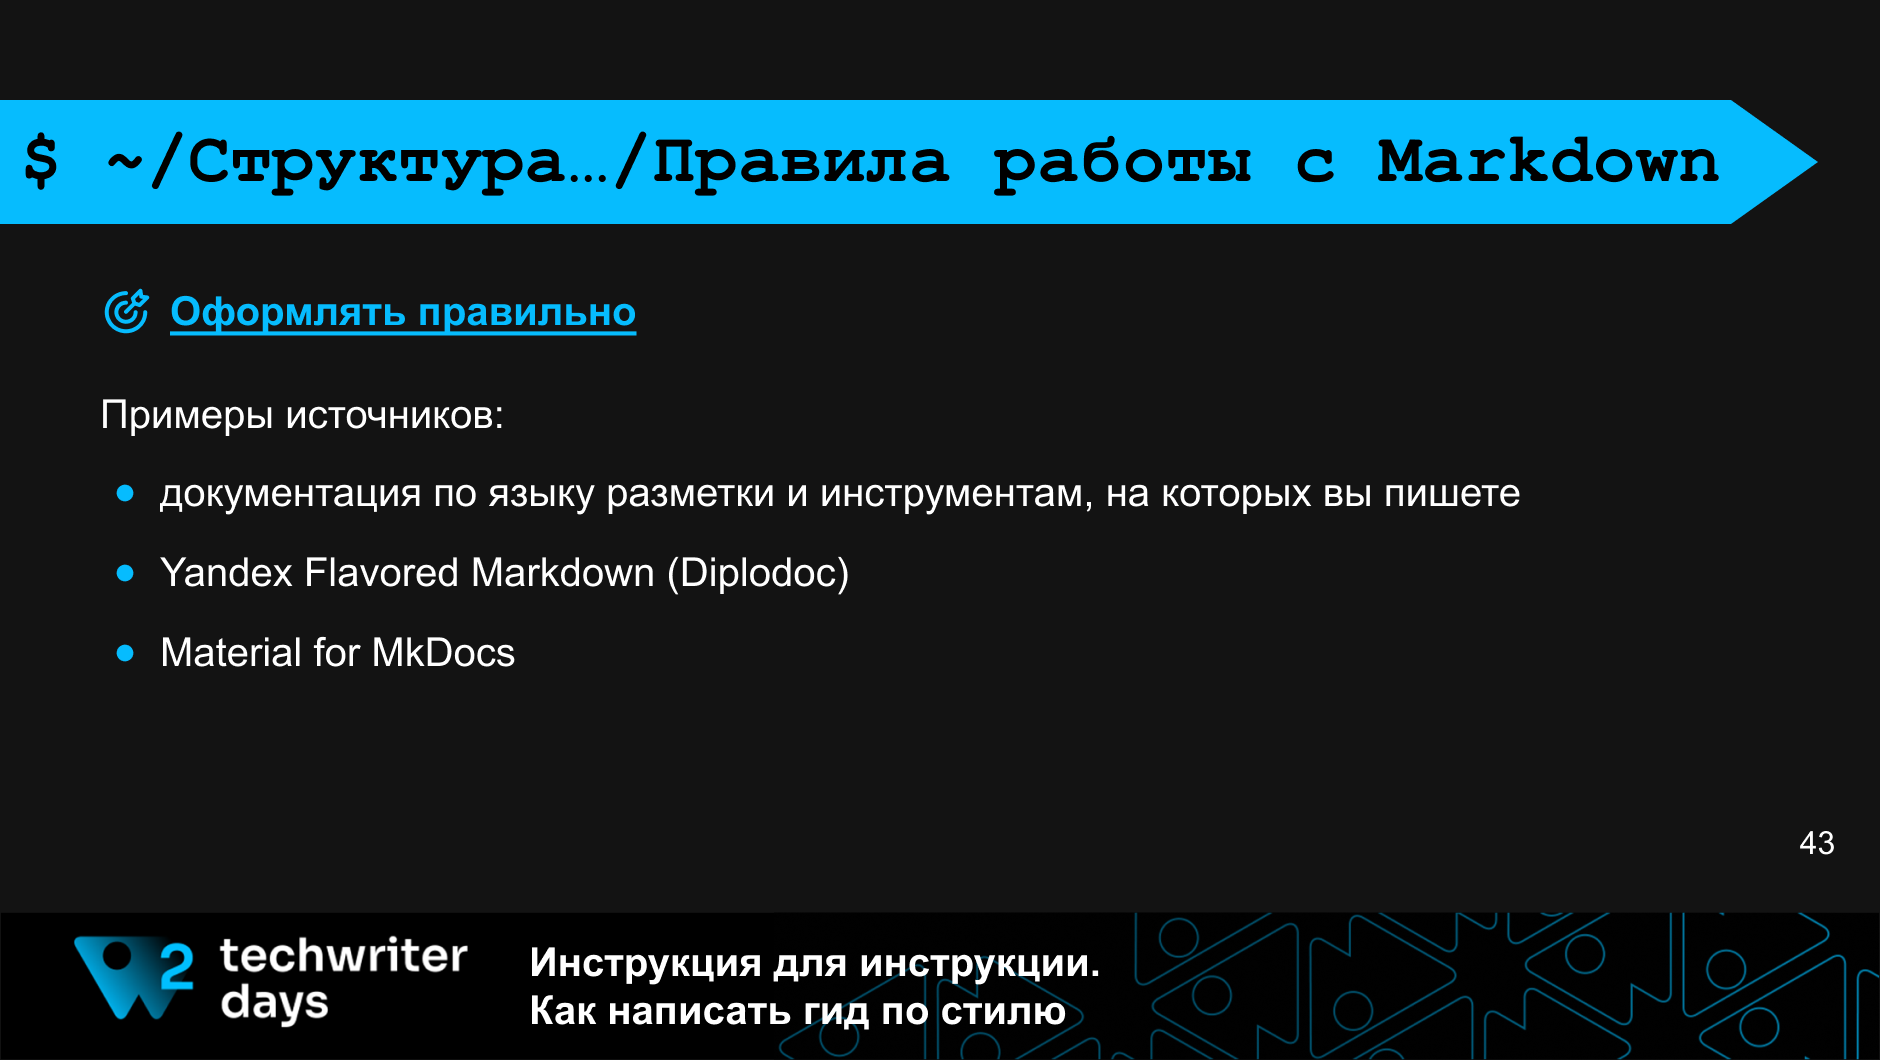 $ ~/Структура…/Правила работы с Markdown
Оформлять правильно
Примеры источников:
документация по языку разметки и инструментам, на которых вы пишете
Yandex Flavored Markdown (Diplodoc)
Material for MkDocs
43
2
techwriter
days
Инструкция для инструкции.
Как написать гид по стилю